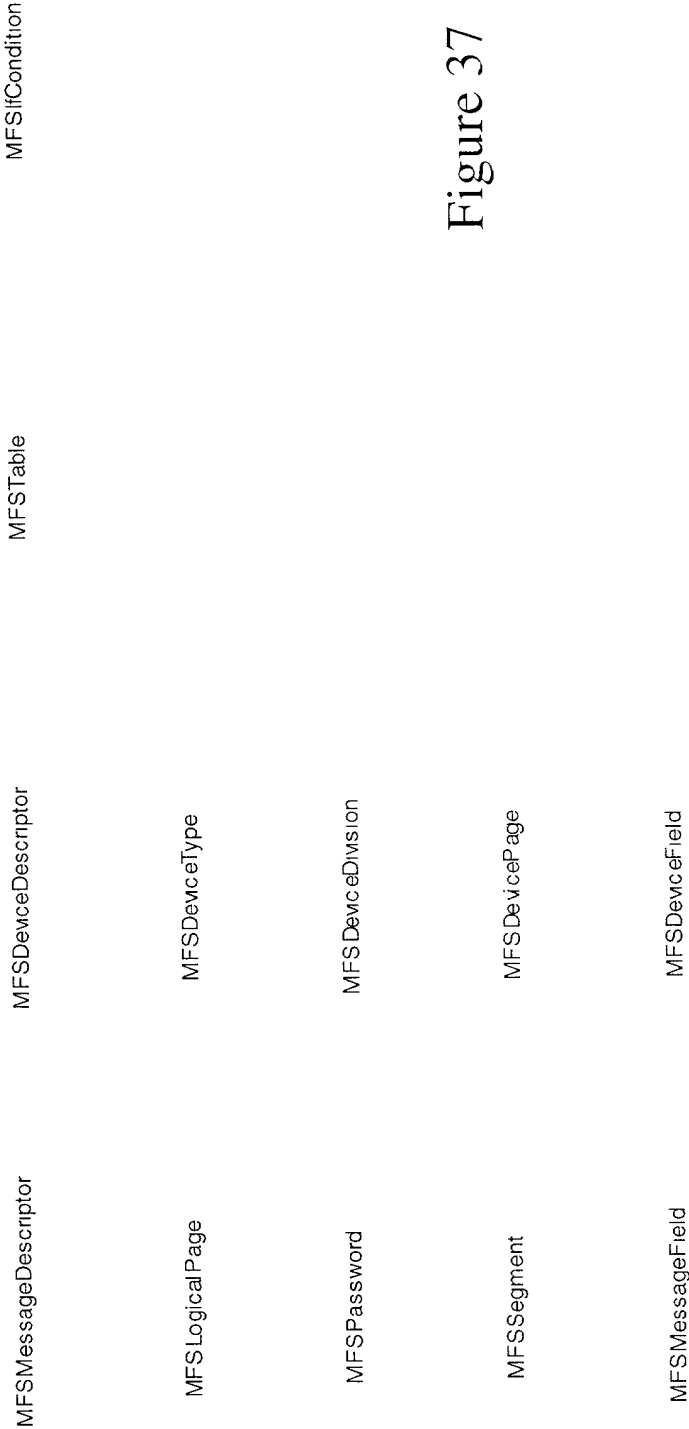 MFSMessageDescriptor
MFSDeviceDescriptor
MFSTable
MFSIfCondition
MFSLogicalPage
MFSDeviceType
MFSPassword
MFSDeviceDivision
MFSSegment
MFSDevicePage
MFSMessageField
MFSDeviceField
Figure 37